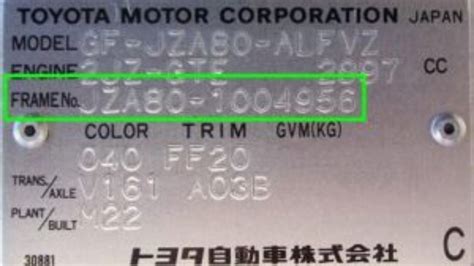 TOYOTA MOTOR CORPORATION JAPAN
MODEL GF-JZA80-ALFVZ
ENGINE 2JZ-GTE 2997 CC
FRAME No. JZA80-1004956
COLOR TRIM GVM(KG)
040 FF20
TRANS./AXLE V161 A03B
PLANT/BUILT M22
30881 トヨタ自動車株式会社 C